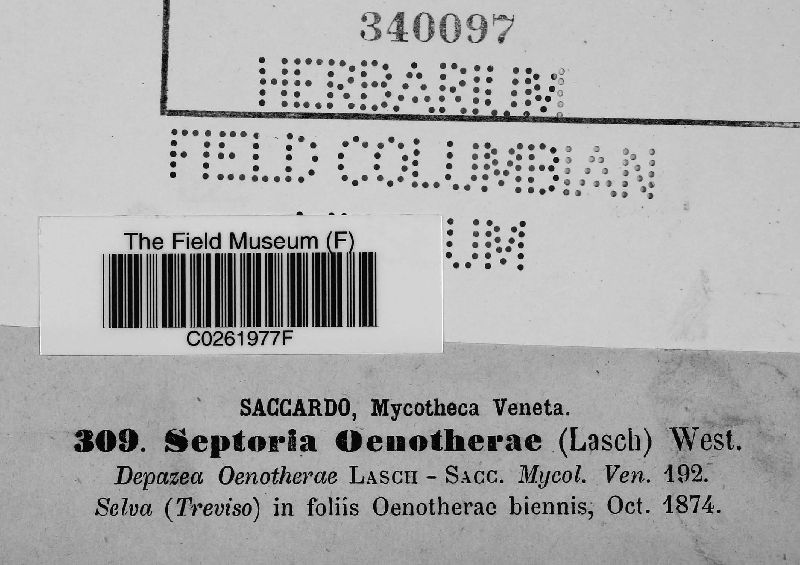 340097
HERBARIUM
FIELD COLUMBIAN
The Field Museum (F)
C0261977F
SACCARDO, Mycotheca Veneta.
309. Septoria Oenotherae (Lasch) West.
Depazea Oenotherae LASCH - SACC. Mycol. Ven. 192.
Selva (Treviso) in foliis Oenotherae biennis, Oct. 1874.